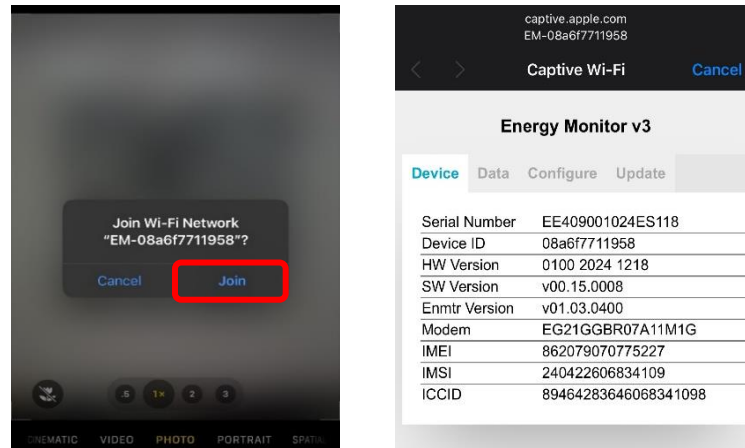 Join Wi-Fi Network
"EM-08a6f7711958"?
Cancel
Join
.5
1×
2
3
CINEMATIC VIDEO PHOTO PORTRAIT
captive.apple.com
EM-08a6f7711958
Captive Wi-Fi
Cancel
Energy Monitor v3
Device Data Configure Update
Serial Number EE409001024ES118
Device ID 08a6f7711958
HW Version 0100 2024 1218
SW Version v00.15.0008
Enmtr Version v01.03.0400
Modem EG21GGBR07A11M1G
IMEI 862079070775227
IMSI 240422606834109
ICCID 89464283646068341098